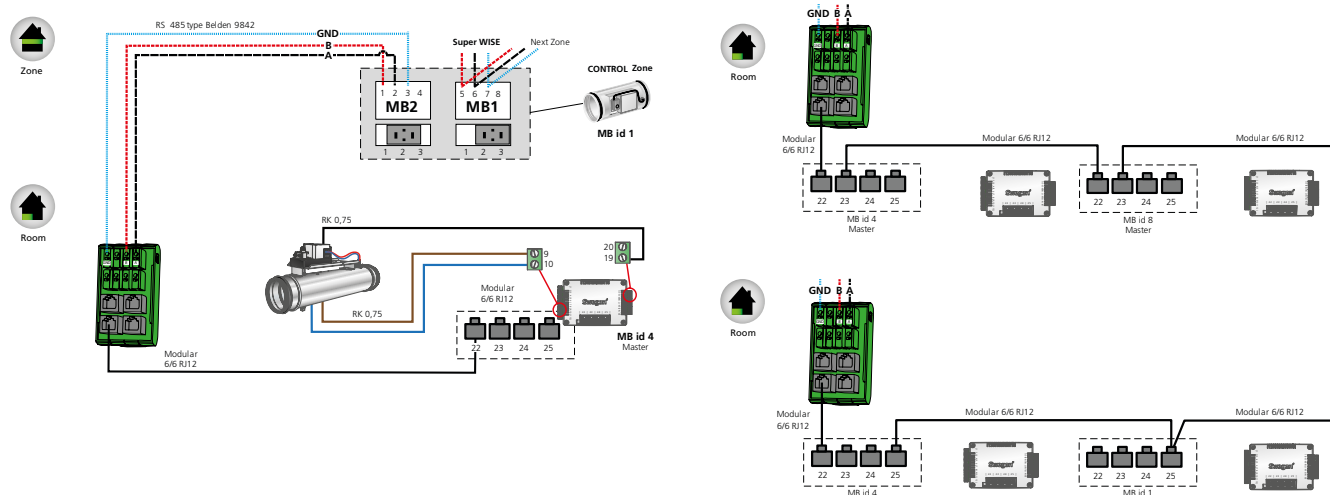 RS 485 type Belden 9842
GND
B
A
Zone
Super WISE
Next Zone
1 2 3 4
MB2
5 6 7 8
MB1
1 2 3
1 2 3
CONTROL Zone
MB id 1
Room
RK 0,75
9
10
20
19
RK 0,75
Modular
6/6 RJ12
22 23 24 25
Swegon
MB id 4
Master
Modular
6/6 RJ12
GND B A
Room
Modular
6/6 RJ12
Modular 6/6 RJ12
Modular 6/6 RJ12
22 23 24 25
MB id 4
Master
Swegon
22 23 24 25
MB id 8
Master
Swegon
GND B A
Room
Modular
6/6 RJ12
Modular 6/6 RJ12
Modular 6/6 RJ12
22 23 24 25
MB id 4
Swegon
22 23 24 25
MB id 1
Swegon